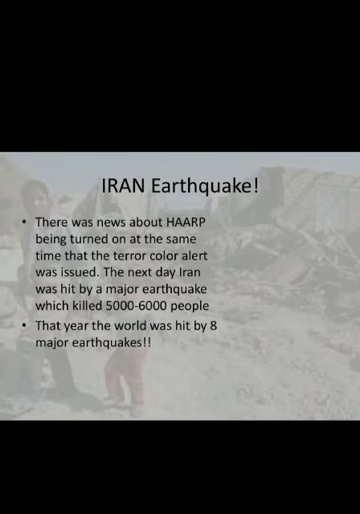 IRAN Earthquake!
• There was news about HAARP
being turned on at the same
time that the terror color alert
was issued. The next day Iran
was hit by a major earthquake
which killed 5000-6000 people
• That year the world was hit by 8
major earthquakes!!